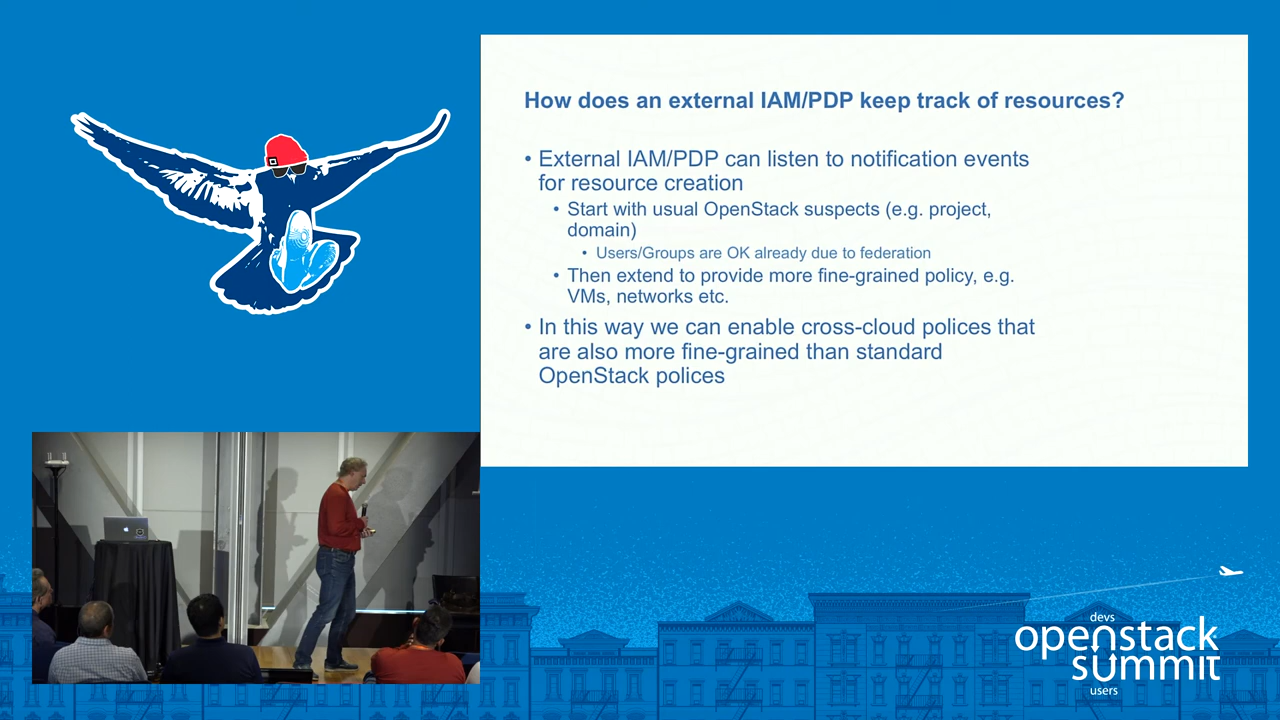 How does an external IAM/PDP keep track of resources?
• External IAM/PDP can listen to notification events
for resource creation
• Start with usual OpenStack suspects (e.g. project,
domain)
• Users/Groups are OK already due to federation
• Then extend to provide more fine-grained policy, e.g.
VMs, networks etc.
• In this way we can enable cross-cloud polices that
are also more fine-grained than standard
OpenStack polices
devs
openstack
summit
users